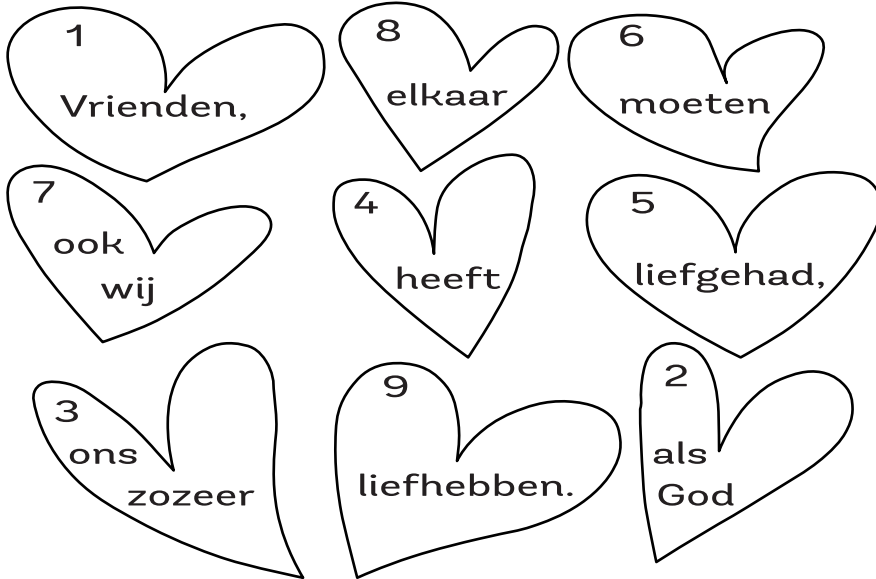 1
Vrienden,
8
elkaar
6
moeten
7
ook
wij
4
heeft
5
liefgehad,
3
ons
zozeer
9
liefhebben.
2
als
God